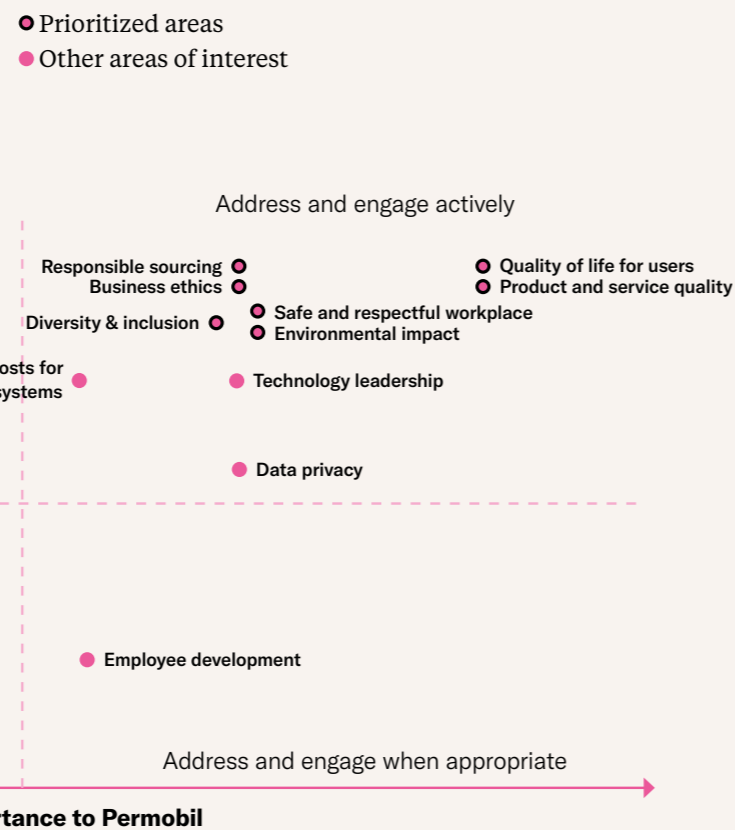 Prioritized areas
Other areas of interest
Address and engage actively
Responsible sourcing
Quality of life for users
Business ethics
Product and service quality
Safe and respectful workplace
Diversity & inclusion
Environmental impact
osts for
systems
Technology leadership
Data privacy
Employee development
Address and engage when appropriate
rtance to Permobil